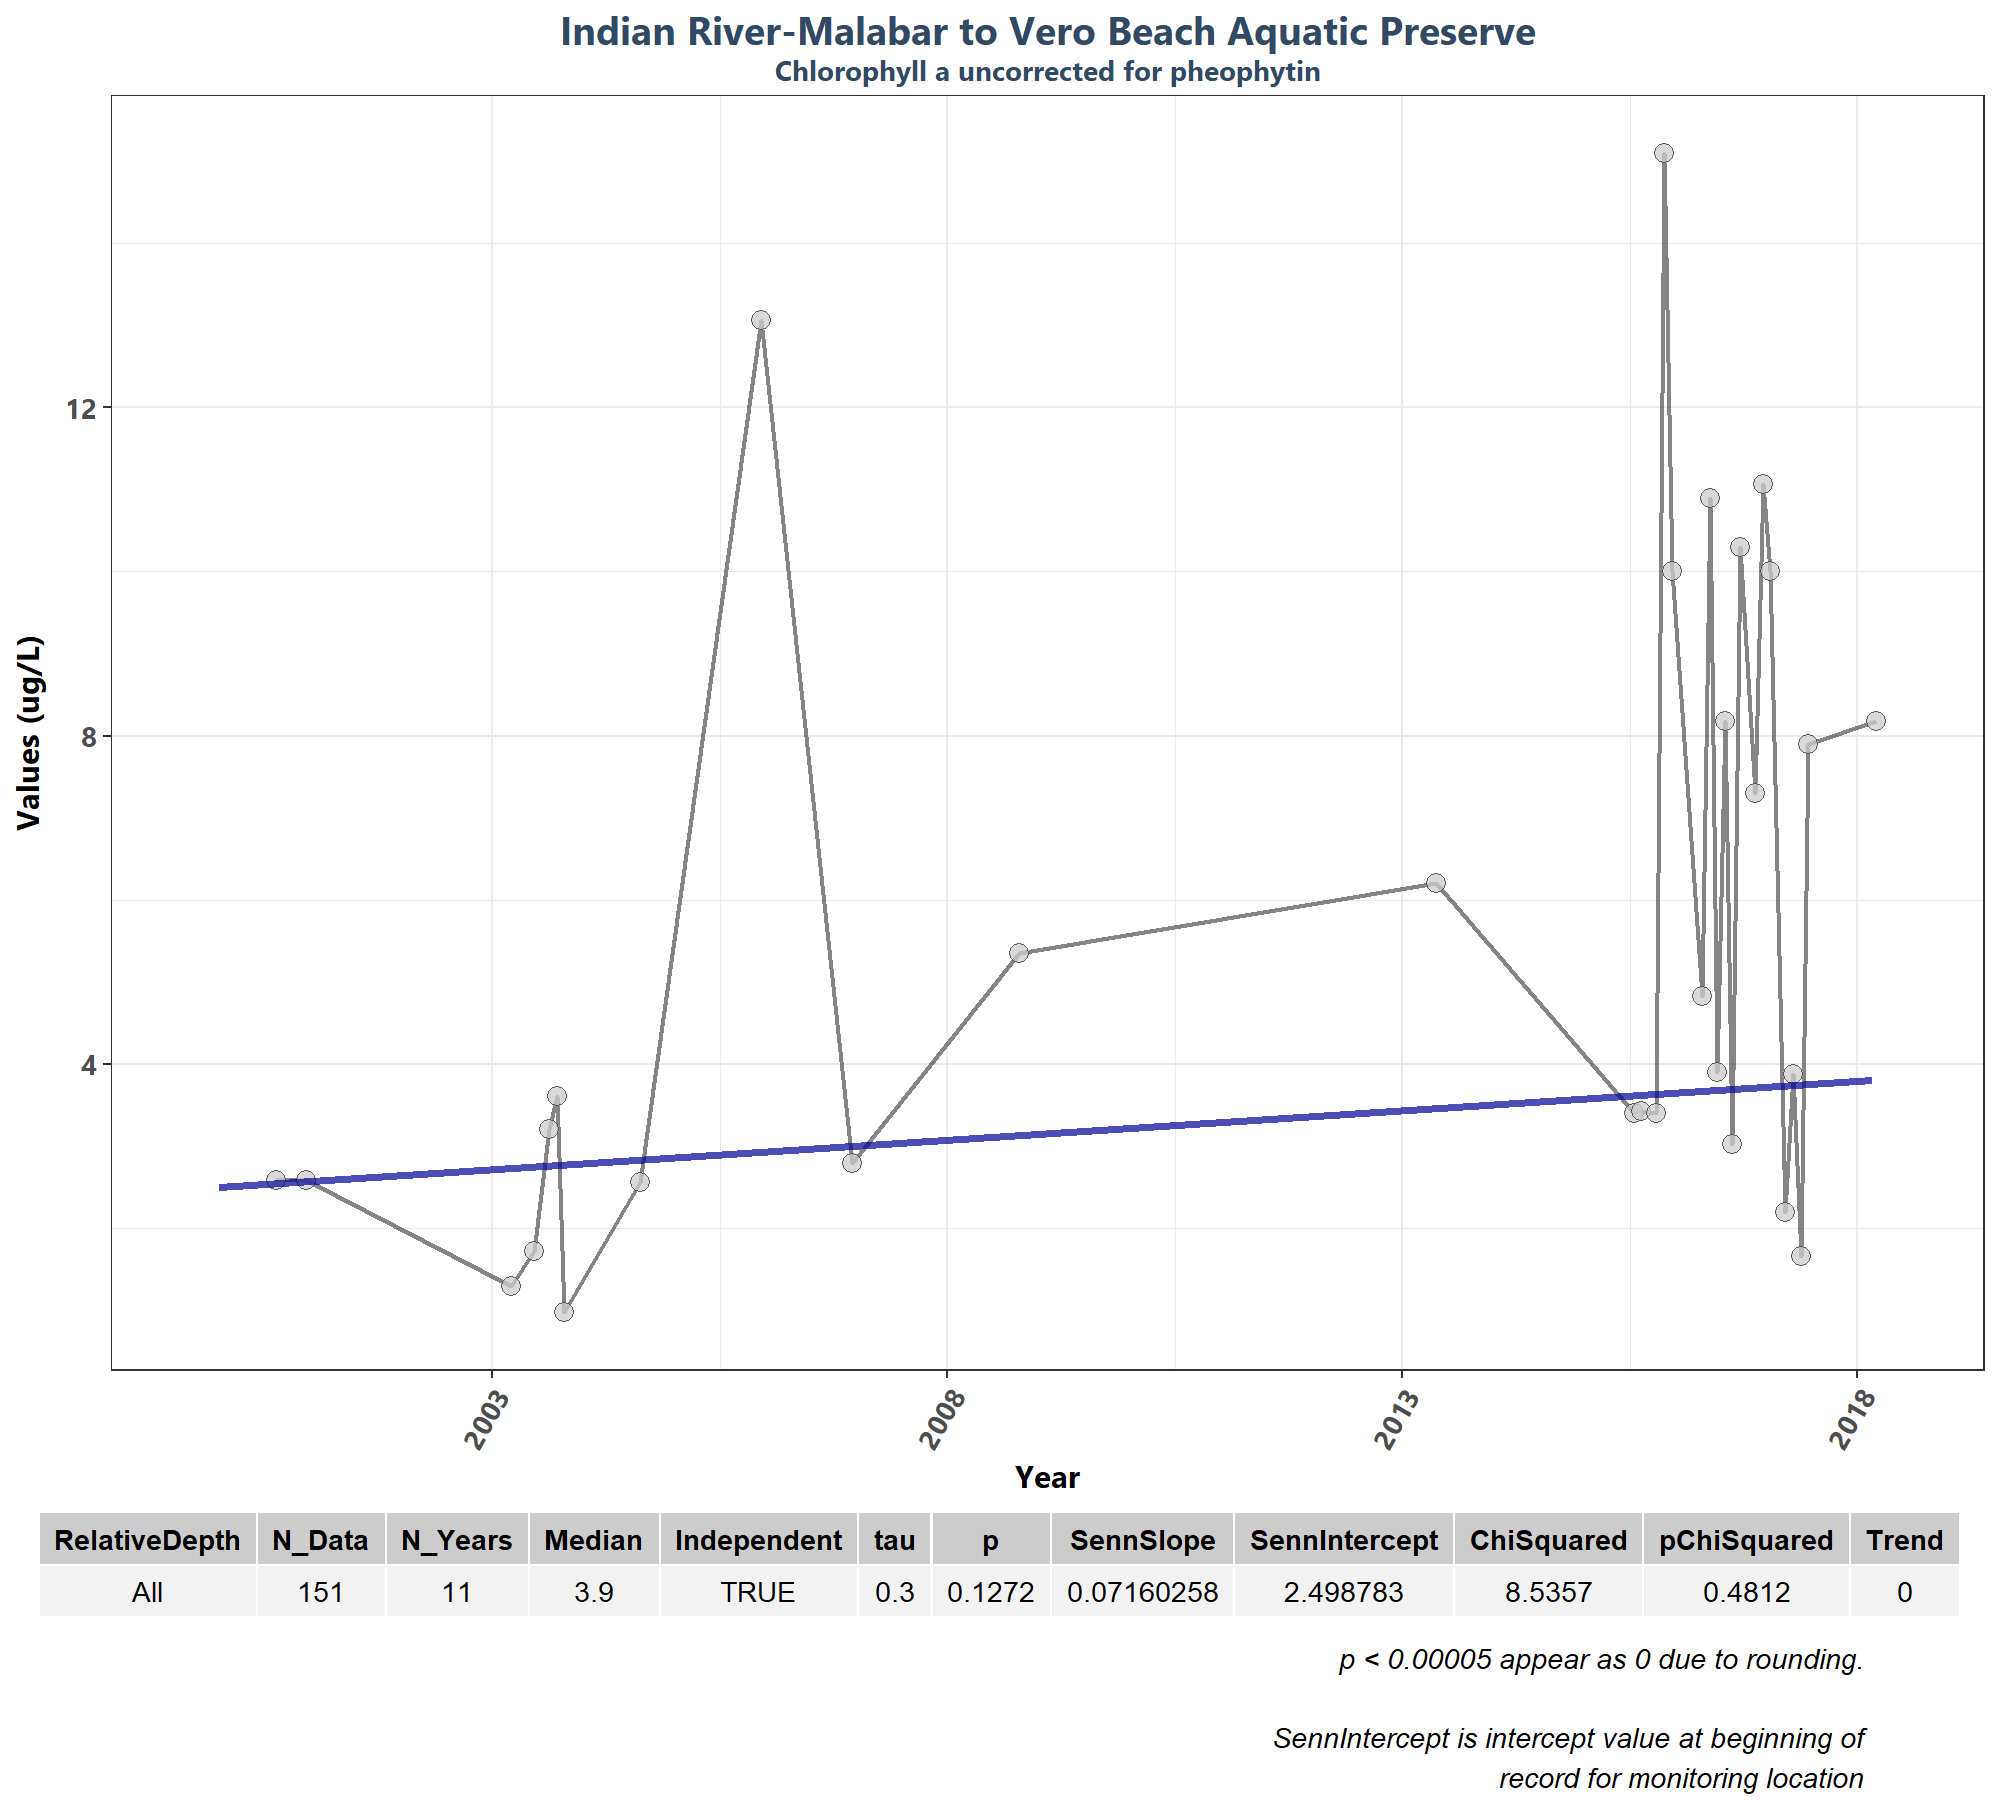 Indian River-Malabar to Vero Beach Aquatic Preserve
Chlorophyll a uncorrected for pheophytin
Values (ug/L)
12
8
4
2003
2008
2013
2018
Year
RelativeDepth N_Data N_Years Median Independent tau p SennSlope SennIntercept ChiSquared pChiSquared Trend
All 151 11 3.9 TRUE 0.3 0.1272 0.07160258 2.498783 8.5357 0.4812 0
p < 0.00005 appear as 0 due to rounding.
SennIntercept is intercept value at beginning of
record for monitoring location